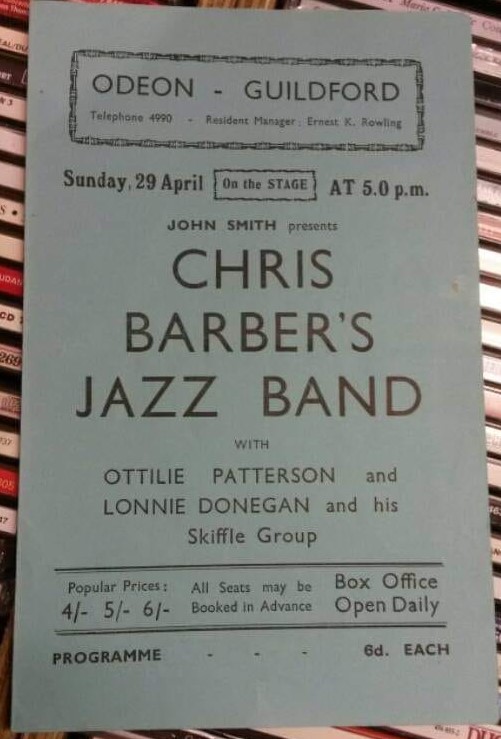 ODEON - GUILDFORD
Telephone 4990 - Resident Manager: Ernest K. Rowling
Sunday, 29 April On the STAGE AT 5.0 p.m.
JOHN SMITH presents
CHRIS
BARBER'S
JAZZ BAND
WITH
OTTILIE PATTERSON and
LONNIE DONEGAN and his
Skiffle Group
Popular Prices: All Seats may be Box Office
4/- 5/- 6/- Booked in Advance Open Daily
PROGRAMME - - - 6d. EACH